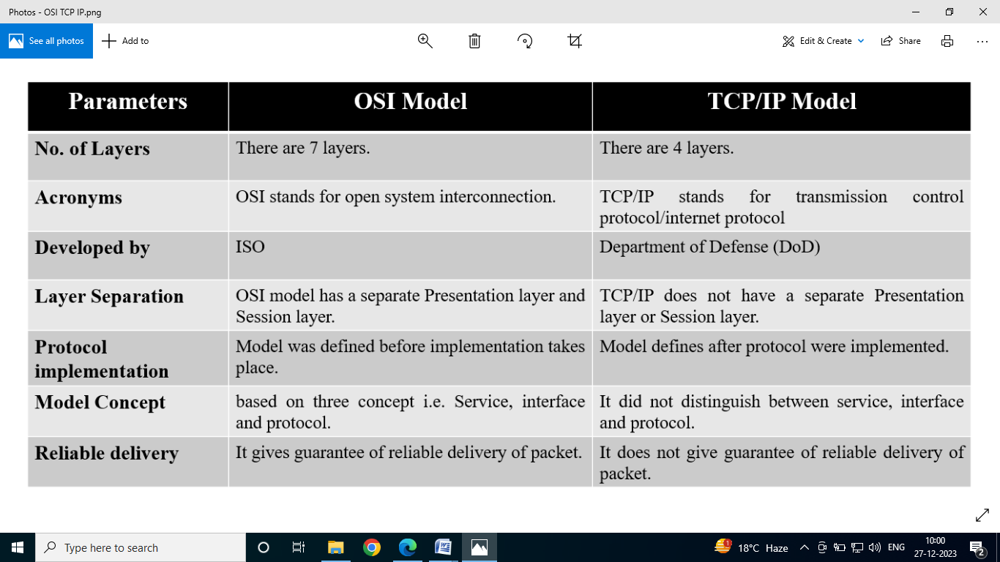 Photos - OSI TCP IP.png
See all photos
Add to
Edit & Create
Share
Parameters
OSI Model
TCP/IP Model
No. of Layers
There are 7 layers.
There are 4 layers.
Acronyms
OSI stands for open system interconnection.
TCP/IP stands for transmission control
protocol/internet protocol
Developed by
ISO
Department of Defense (DoD)
Layer Separation
OSI model has a separate Presentation layer and
Session layer.
TCP/IP does not have a separate Presentation
layer or Session layer.
Protocol
implementation
Model was defined before implementation takes
place.
Model defines after protocol were implemented.
Model Concept
based on three concept i.e. Service, interface
and protocol.
It did not distinguish between service, interface
and protocol.
Reliable delivery
It gives guarantee of reliable delivery of packet.
It does not give guarantee of reliable delivery of
packet.
Type here to search
W
1
18°C Haze
ENG
10:00
27-12-2023
2